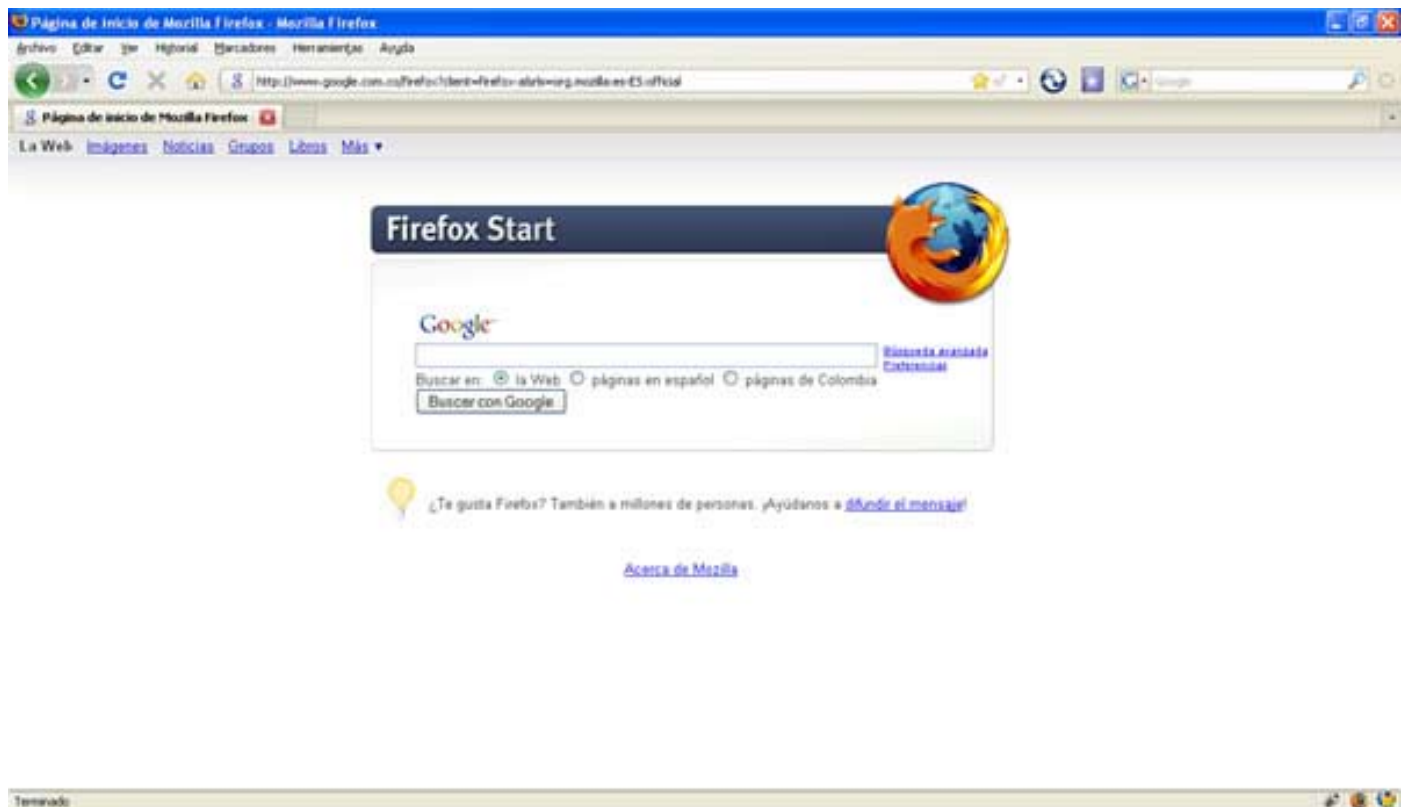 Página de inicio de Mozilla Firefox - Mozilla Firefox
Archivo Editar Ver Historial Marcadores Herramientas Ayuda
Google
Página de inicio de Mozilla Firefox
La Web Imágenes Noticias Grupos Libros Más
Firefox Start
Google
Búsqueda avanzada
Preferencias
Buscar en: la Web páginas en español páginas de Colombia
Buscar con Google
¿Te gusta Firefox? También a millones de personas. ¡Ayúdanos a difundir el mensaje!
Acerca de Mozilla
Terminado